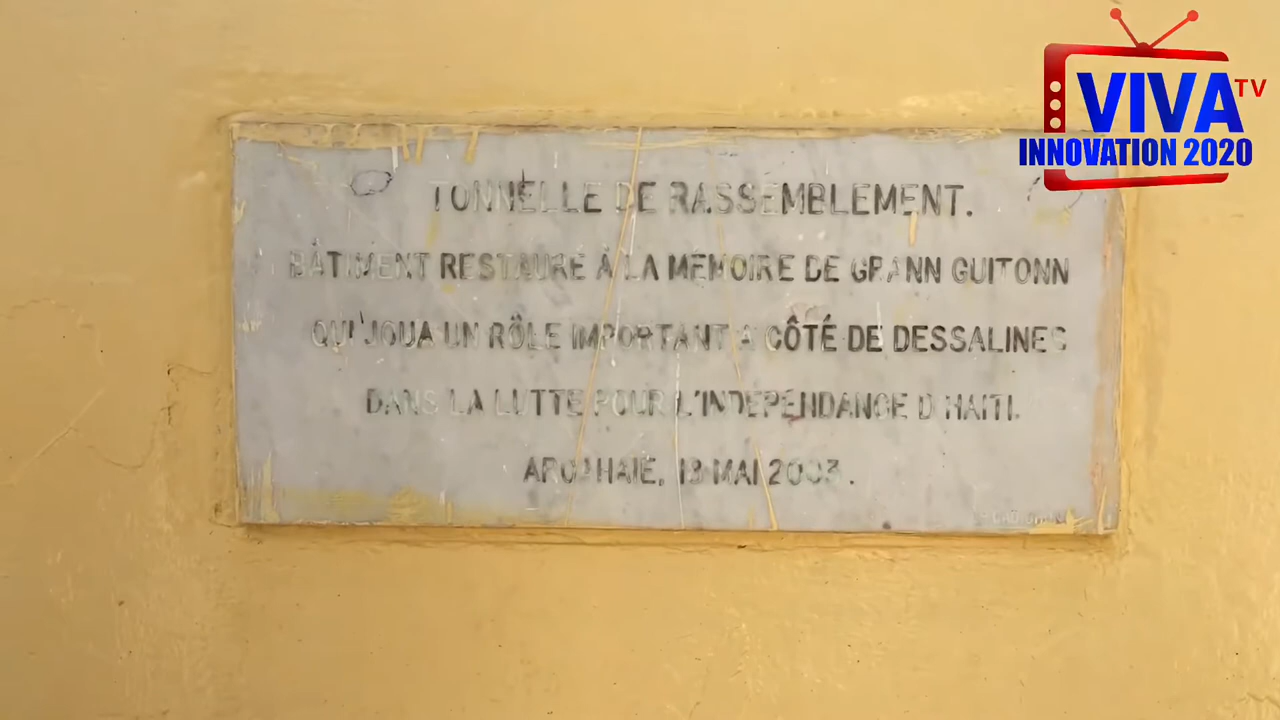 VIVA TV
INNOVATION 2020
TONNELLE DE RASSEMBLEMENT.
BÂTIMENT RESTAURÉ À LA MÉMOIRE DE GRANN GUITONN
QUI JOUA UN RÔLE IMPORTANT A CÔTÉ DE DESSALINES
DANS LA LUTTE POUR L'INDEPENDANCE D'HAITI.
ARCAHAIE, 18 MAI 2003.